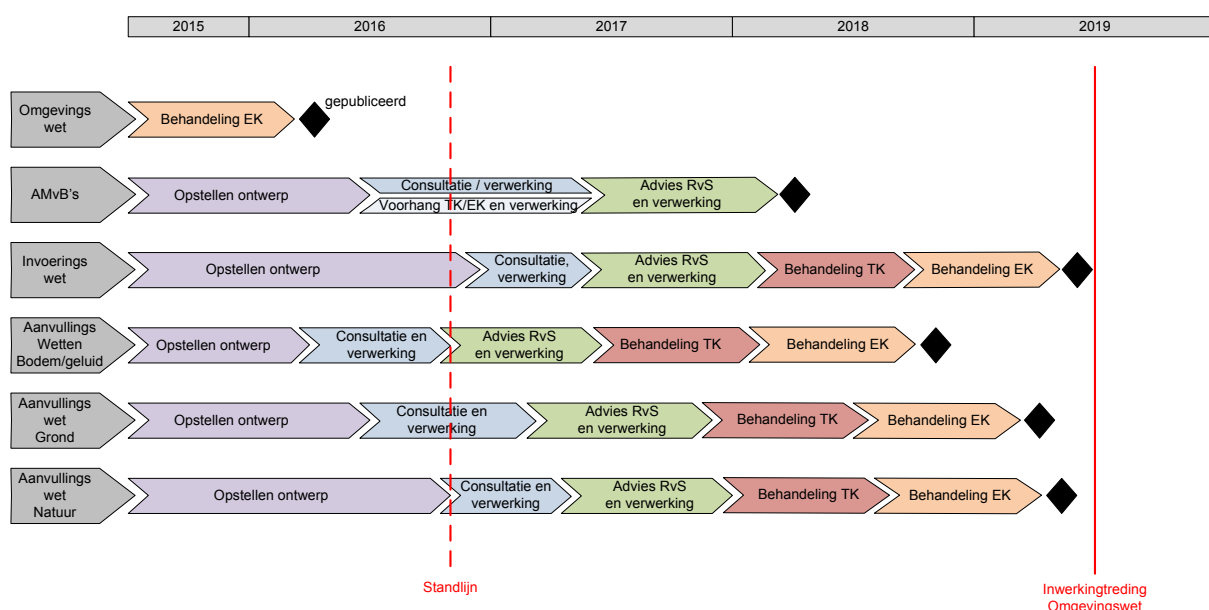 2015 2016 2017 2018 2019
Omgevings
wet
Behandeling EK
gepubliceerd
AMvB's
Opstellen ontwerp
Consultatie / verwerking
Voorhang TK/EK en verwerking
Advies RvS
en verwerking
Invoerings
wet
Opstellen ontwerp
Consultatie,
verwerking
Advies RvS
en verwerking
Behandeling TK
Behandeling EK
Aanvullings
Wetten
Bodem/geluid
Opstellen ontwerp
Consultatie en
verwerking
Advies RvS
en verwerking
Behandeling TK
Behandeling EK
Aanvullings
wet
Grond
Opstellen ontwerp
Consultatie en
verwerking
Advies RvS
en verwerking
Behandeling TK
Behandeling EK
Aanvullings
wet
Natuur
Opstellen ontwerp
Consultatie en
verwerking
Advies RvS
en verwerking
Behandeling TK
Behandeling EK
Standlijn
Inwerkingtreding
Omgevingswet